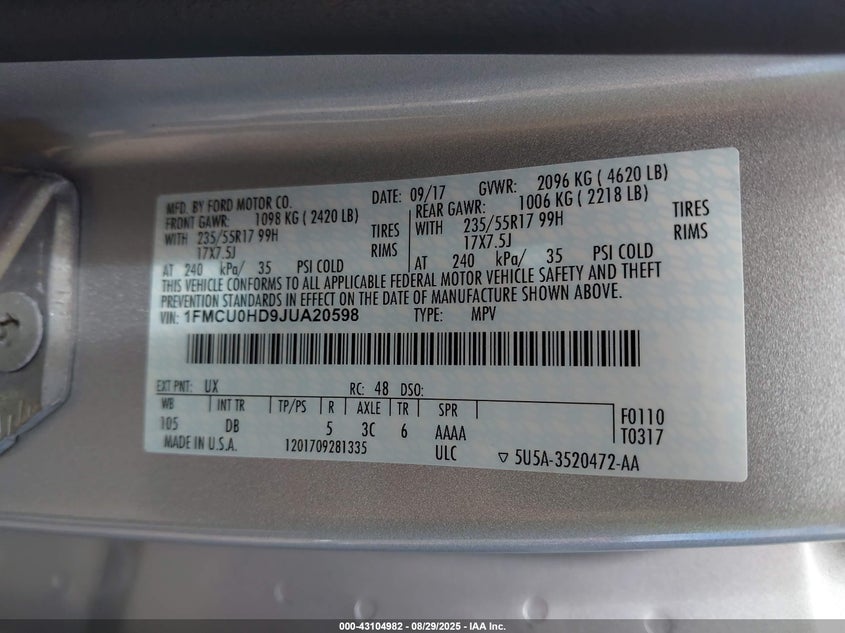 MFD. BY FORD MOTOR CO. DATE: 09/17 GVWR: 2096 KG ( 4620 LB)
FRONT GAWR: 1098 KG ( 2420 LB) REAR GAWR: 1006 KG ( 2218 LB)
WITH 235/55R17 99H TIRES WITH 235/55R17 99H TIRES
17X7.5J RIMS 17X7.5J RIMS
AT 240 kPa/ 35 PSI COLD AT 240 kPa/ 35 PSI COLD
THIS VEHICLE CONFORMS TO ALL APPLICABLE FEDERAL MOTOR VEHICLE SAFETY AND THEFT
PREVENTION STANDARDS IN EFFECT ON THE DATE OF MANUFACTURE SHOWN ABOVE.
VIN: 1FMCU0HD9JUA20598 TYPE: MPV
EXT PNT: UX RC: 48 DSO:
WB INT TR TP/PS R AXLE TR SPR F0110
105 DB 5 3C 6 AAAA T0317
MADE IN U.S.A. 1201709281335 ULC ▽ 5U5A-3520472-AA
000-43104982 - 08/29/2025 - IAA Inc.